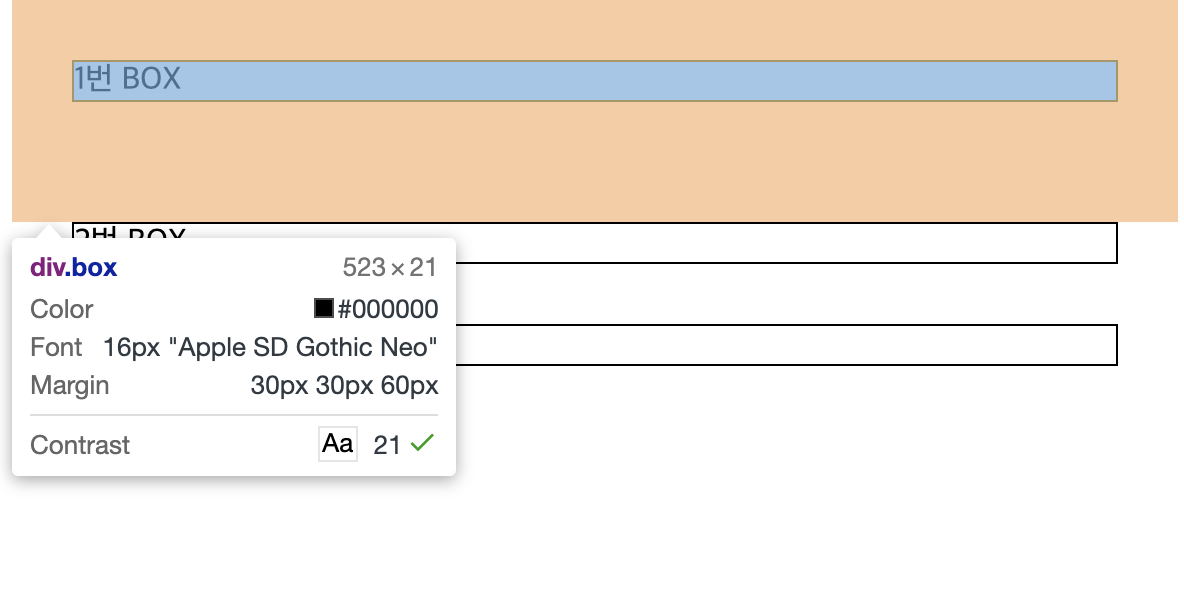 1번 BOX
2번 BOX
div.box 523 × 21
Color #000000
Font 16px "Apple SD Gothic Neo"
Margin 30px 30px 60px
Contrast Aa 21